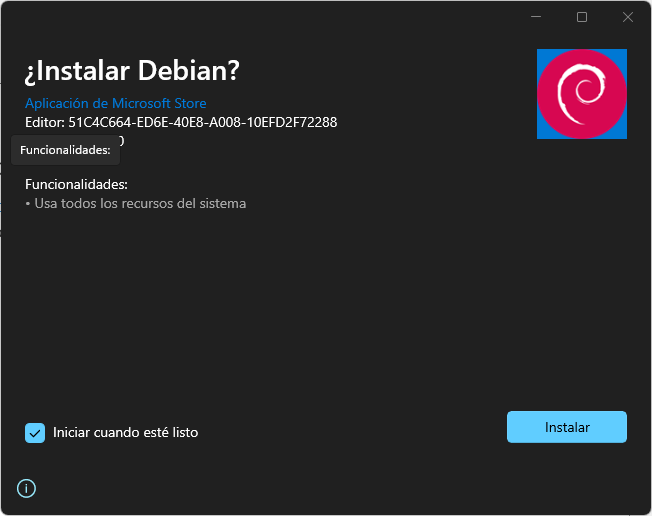 ¿Instalar Debian?
Aplicación de Microsoft Store
Editor: 51C4C664-ED6E-40E8-A008-10EFD2F72288
Funcionalidades:
0
Funcionalidades:
• Usa todos los recursos del sistema
Iniciar cuando esté listo
Instalar